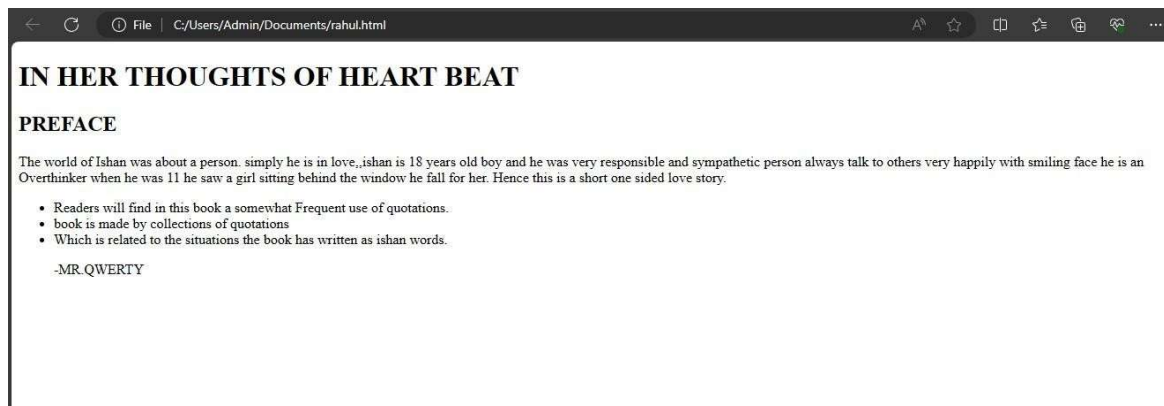 File
C:/Users/Admin/Documents/rahul.html
IN HER THOUGHTS OF HEART BEAT
PREFACE
The world of Ishan was about a person. simply he is in love,,ishan is 18 years old boy and he was very responsible and sympathetic person always talk to others very happily with smiling face he is an
Overthinker when he was 11 he saw a girl sitting behind the window he fall for her. Hence this is a short one sided love story.
• Readers will find in this book a somewhat Frequent use of quotations.
• book is made by collections of quotations
• Which is related to the situations the book has written as ishan words.
-MR.QWERTY